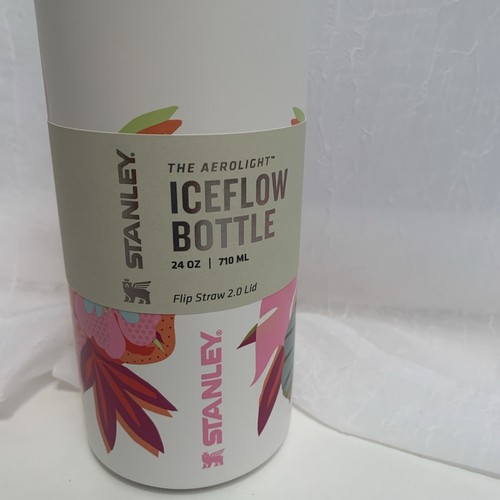 STANLEY.
THE AEROLIGHT™
ICEFLOW
BOTTLE
24 OZ | 710 ML
Flip Straw 2.0 Lid
STANLEY®